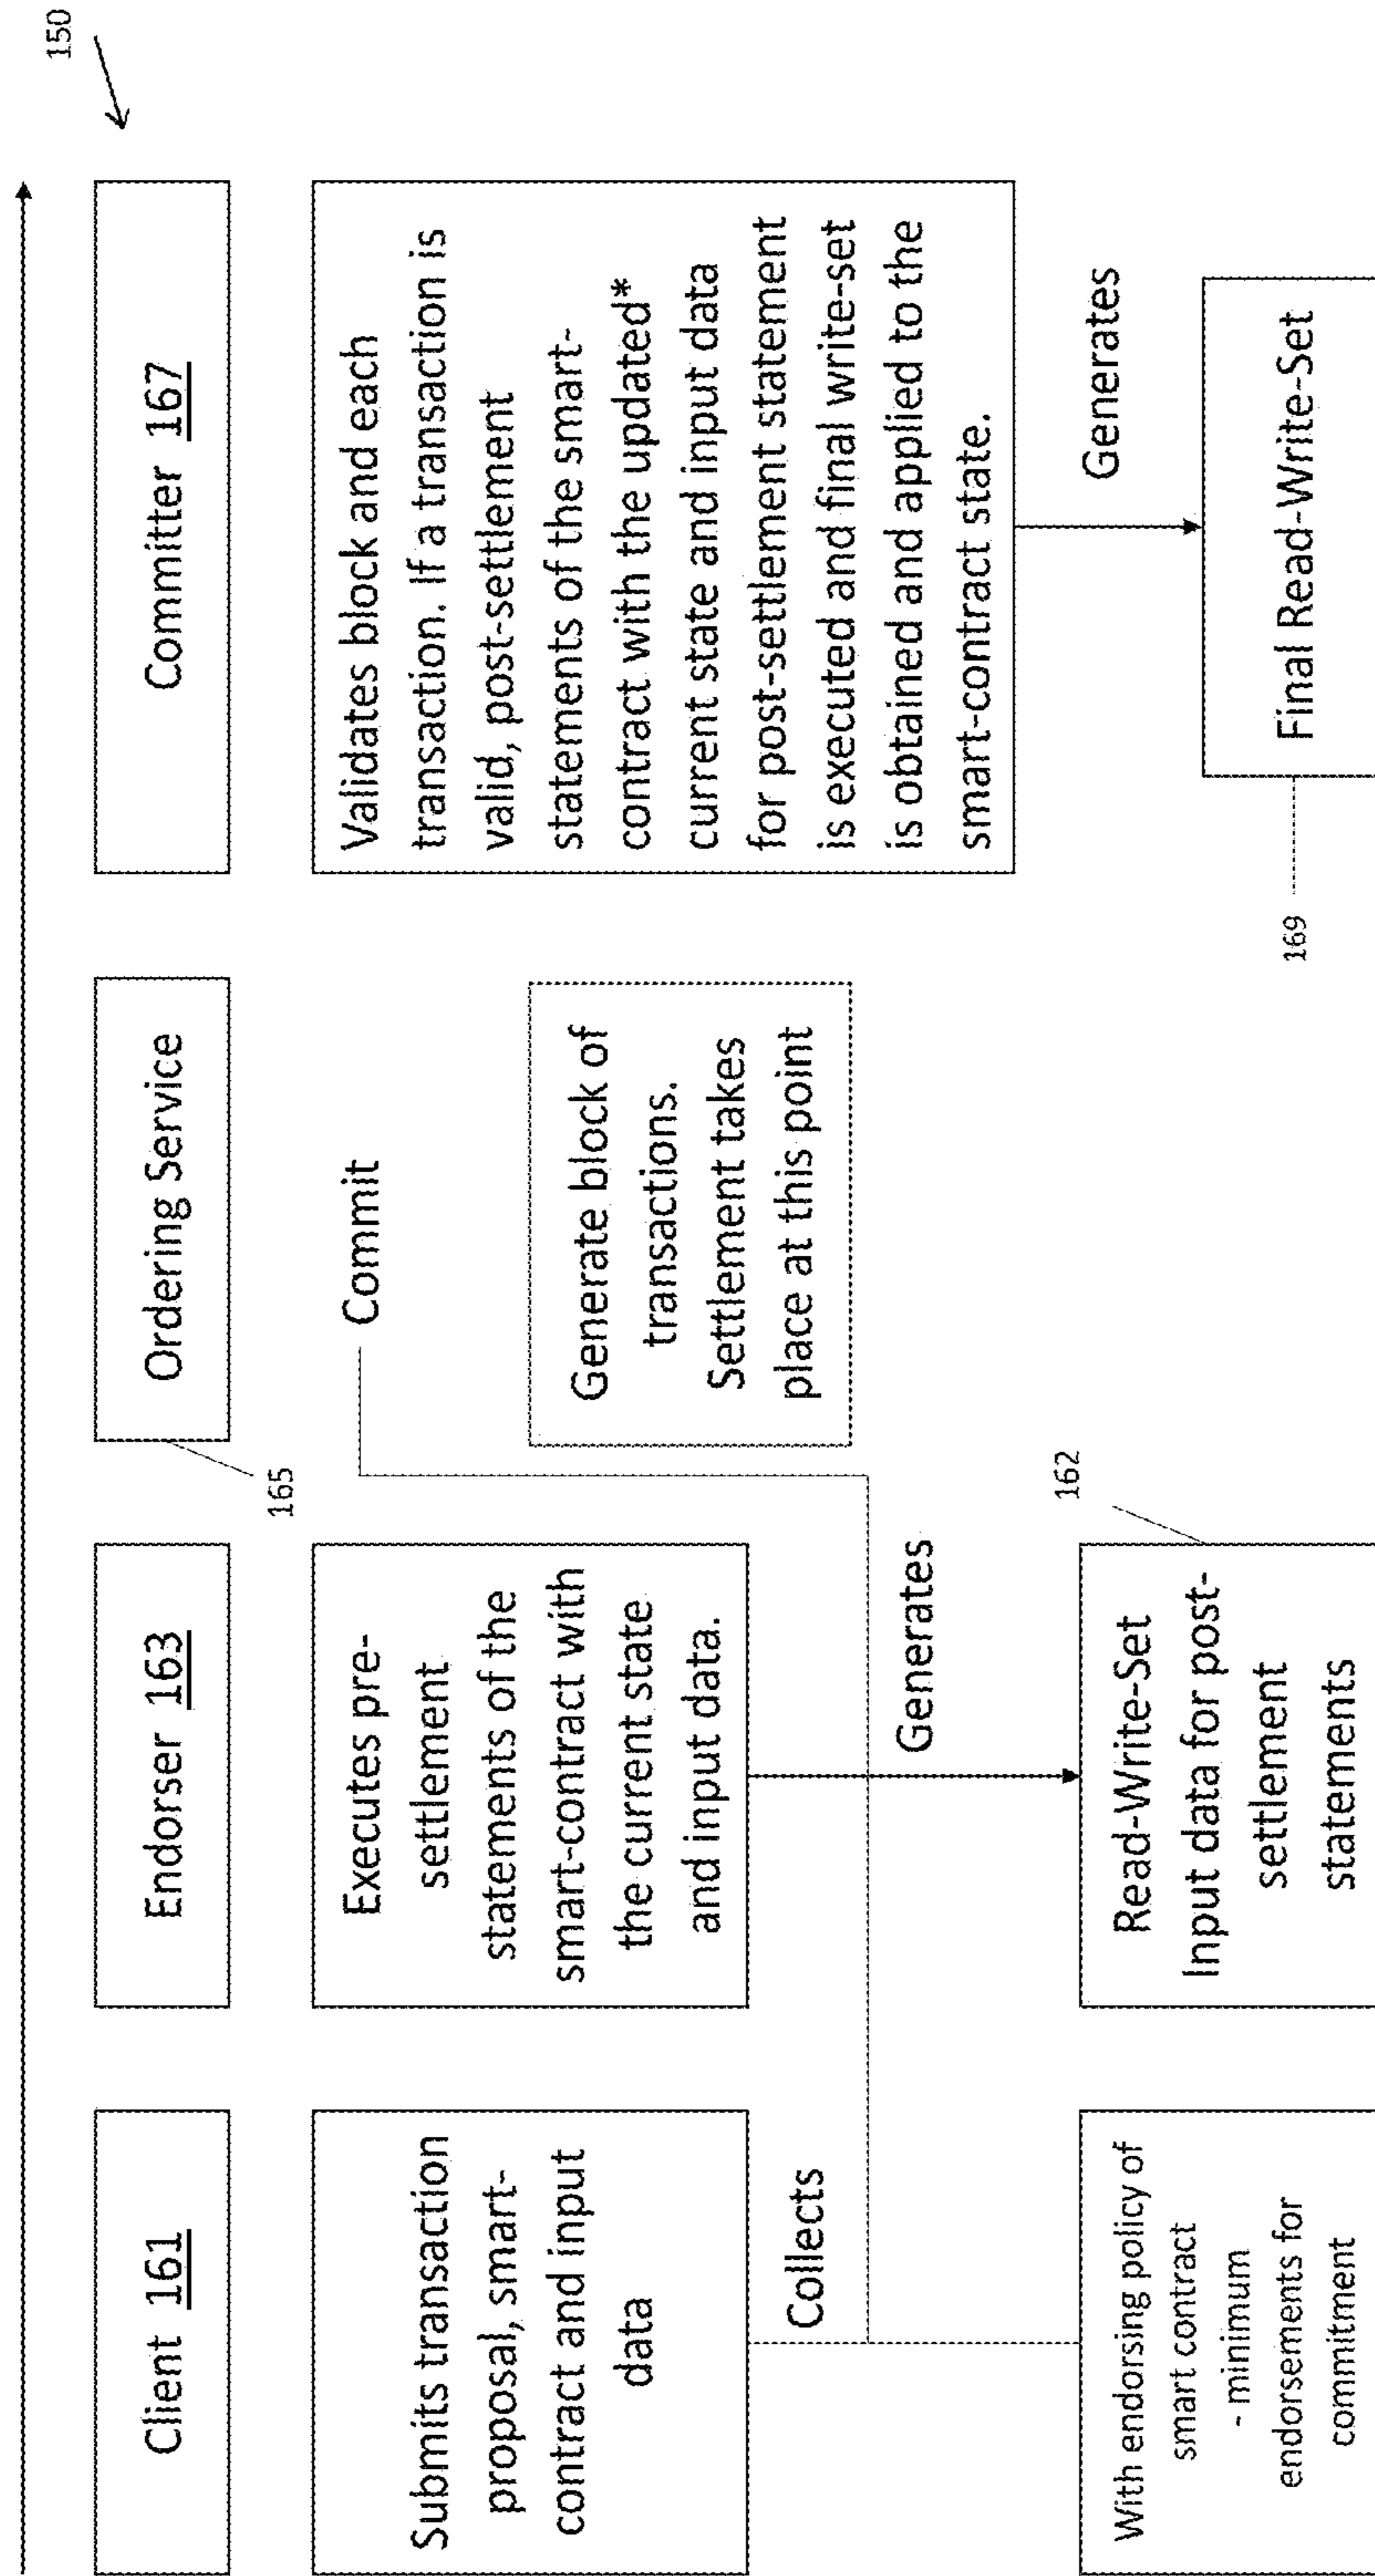 150
Client 161
Endorser 163
Ordering Service
Committer 167
165
Submits transaction
proposal, smart-
contract and input
data
Collects
With endorsing policy of
smart contract
- minimum
endorsements for
commitment
Executes pre-
settlement
statements of the
smart-contract with
the current state
and input data.
Generates
162
Read-Write-Set
Input data for post-
settlement
statements
Commit
Generate block of
transactions.
Settlement takes
place at this point
Validates block and each
transaction. If a transaction is
valid, post-settlement
statements of the smart-
contract with the updated*
current state and input data
for post-settlement statement
is executed and final write-set
is obtained and applied to the
smart-contract state.
Generates
169
Final Read-Write-Set